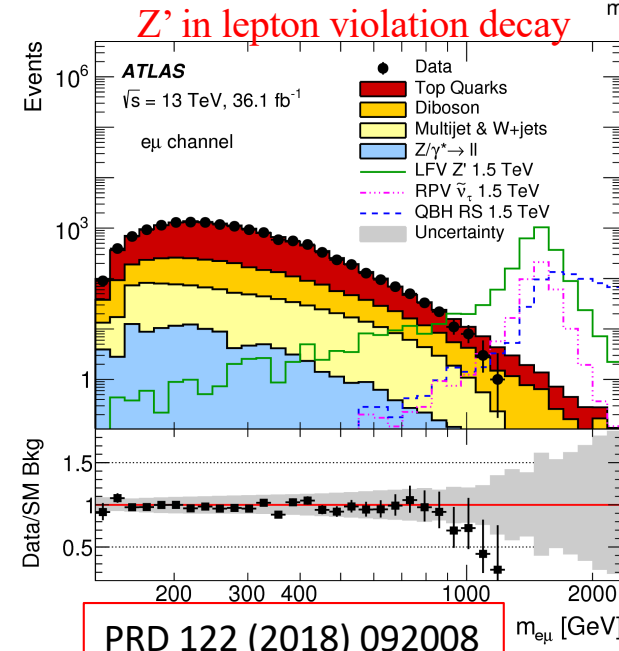 Z' in lepton violation decay
m
Events
10⁶
10³
1
ATLAS
√s = 13 TeV, 36.1 fb⁻¹
eμ channel
Data
Top Quarks
Diboson
Multijet & W+jets
Z/γ*→ ll
LFV Z' 1.5 TeV
RPV ν̃τ 1.5 TeV
QBH RS 1.5 TeV
Uncertainty
Data/SM Bkg
1.5
1
0.5
200 300 400 1000 2000
m_eμ [GeV]
PRD 122 (2018) 092008